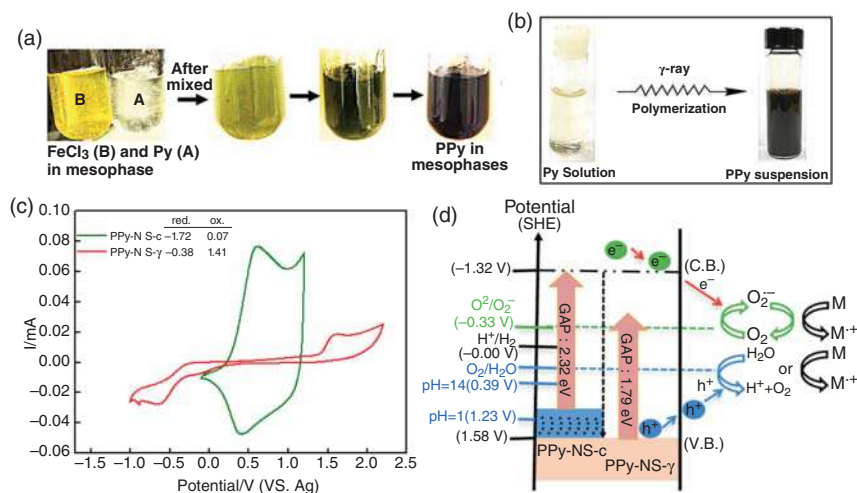 (a)
B
A
After
mixed
FeCl₃ (B) and Py (A)
in mesophase
PPy in
mesophases
(b)
γ-ray
Polymerization
Py Solution
PPy suspension
(c)
red. ox.
PPy-N S-c −1.72 0.07
PPy-N S-γ −0.38 1.41
I/mA
0.10
0.08
0.06
0.04
0.02
0.00
−0.02
−0.04
−0.06
−1.5 −1.0 −0.5 0.0 0.5 1.0 1.5 2.0 2.5
Potential/V (VS. Ag)
(d)
Potential
(SHE)
(−1.32 V)
O²/O₂⁻
(−0.33 V)
H⁺/H₂
(−0.00 V)
O₂/H₂O
pH=14(0.39 V)
pH=1(1.23 V)
(1.58 V)
GAP : 2.32 eV
GAP : 1.79 eV
PPy-NS-c
PPy-NS-γ
e⁻
e⁻
(C.B.)
e⁻
O₂·⁻
O₂
M
M·⁺
H₂O
H⁺+O₂
or
M
M·⁺
h⁺
h⁺
h⁺
(V.B.)